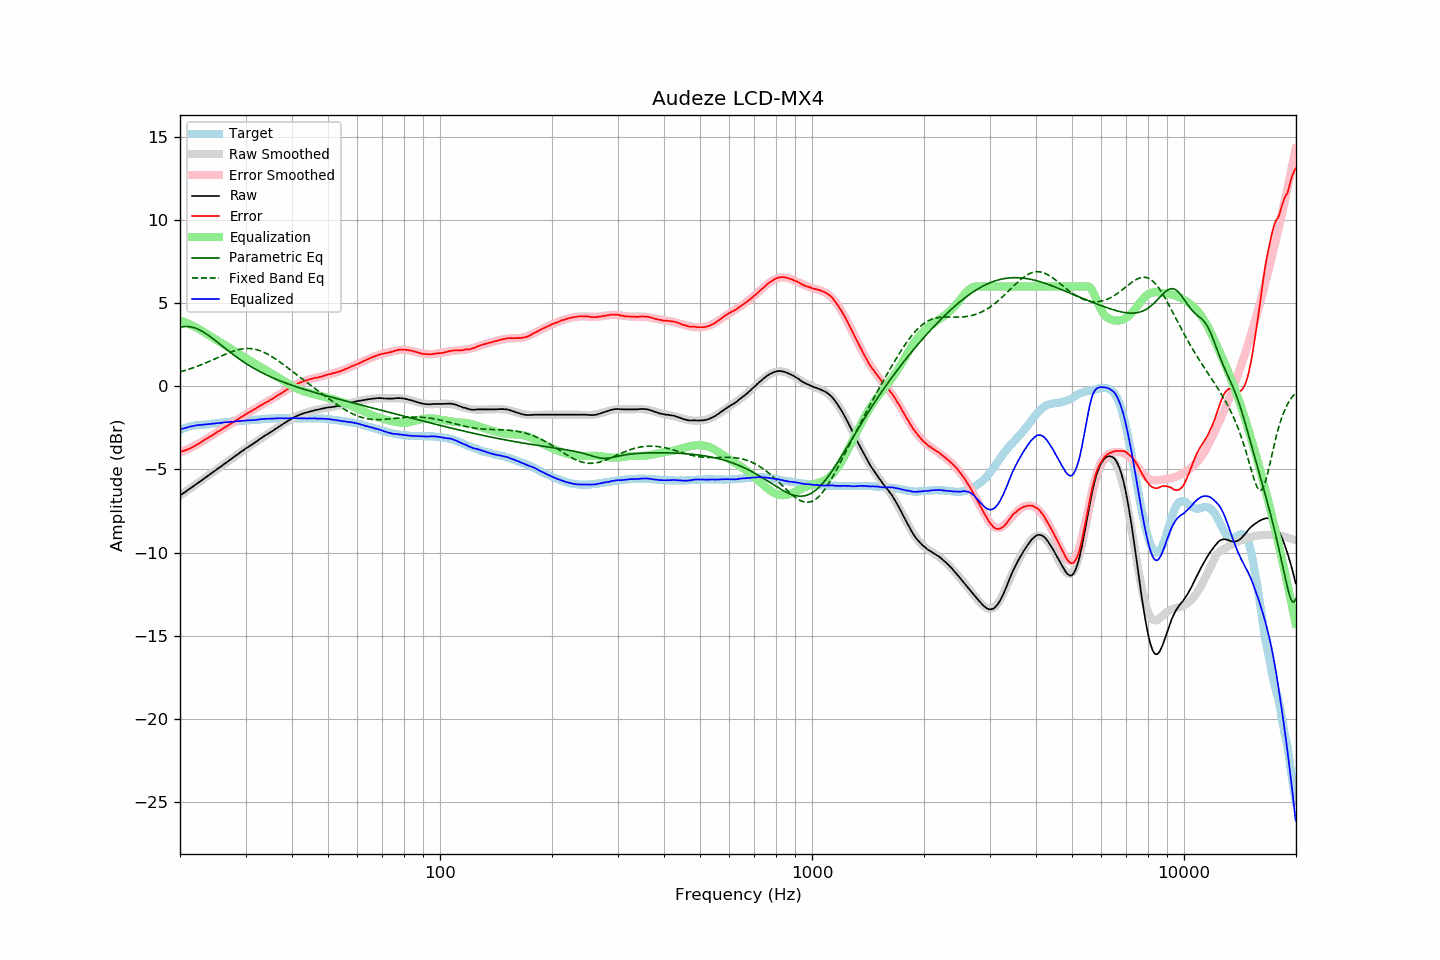 Audeze LCD-MX4
Target
Raw Smoothed
Error Smoothed
Raw
Error
Equalization
Parametric Eq
Fixed Band Eq
Equalized
15
10
5
0
−5
−10
−15
−20
−25
Amplitude (dBr)
100
1000
10000
Frequency (Hz)